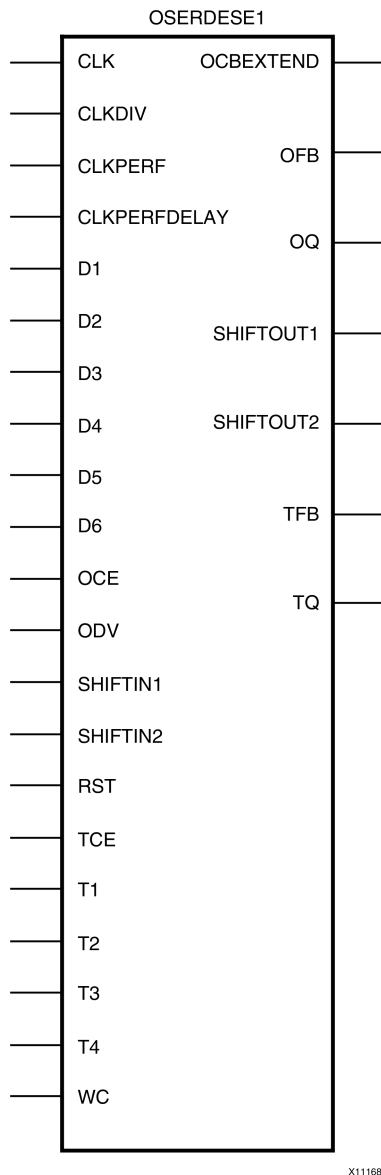 OSERDESE1
CLK
OCBEXTEND
CLKDIV
OFB
CLKPERF
CLKPERFDELAY
OQ
D1
D2
SHIFTOUT1
D3
D4
SHIFTOUT2
D5
TFB
D6
OCE
TQ
ODV
SHIFTIN1
SHIFTIN2
RST
TCE
T1
T2
T3
T4
WC
X11168